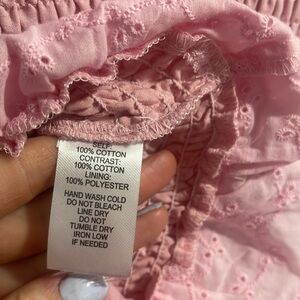 SELF:
100% COTTON
CONTRAST:
100% COTTON
LINING:
100% POLYESTER
HAND WASH COLD
DO NOT BLEACH
LINE DRY
DO NOT
TUMBLE DRY
IRON LOW
IF NEEDED